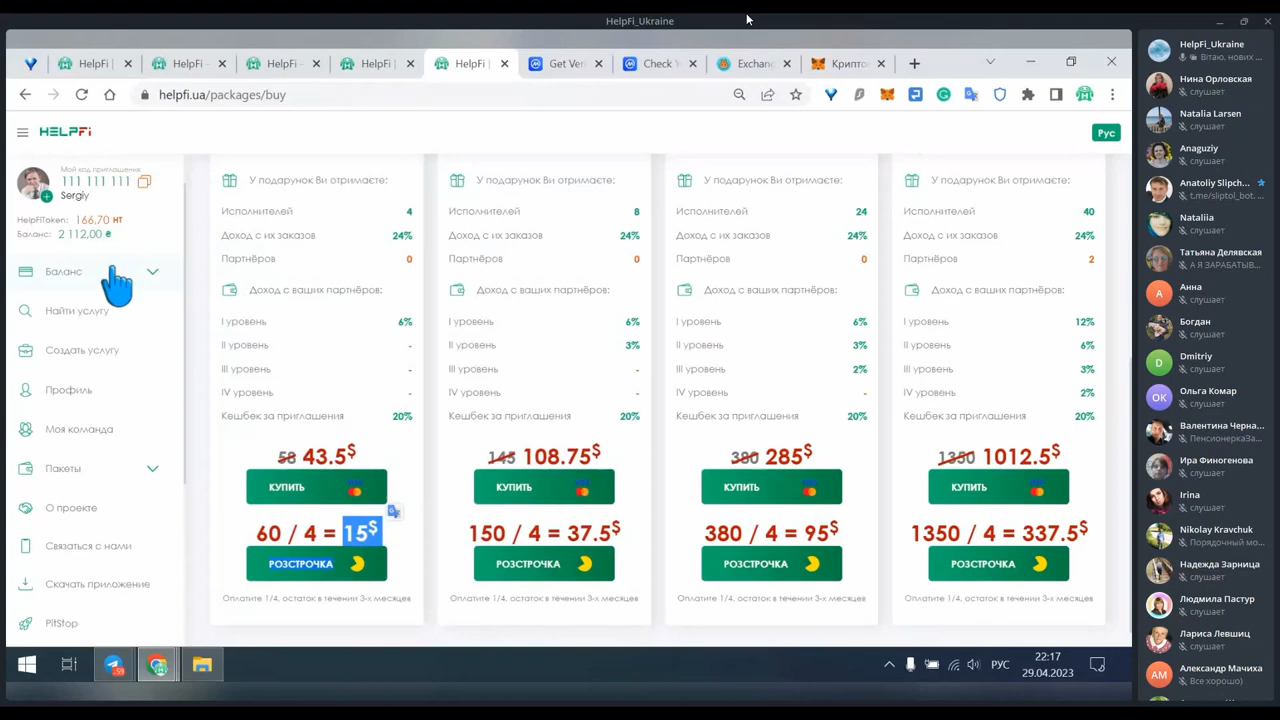 HelpFi_Ukraine
HelpFi |
HelpFi –
HelpFi –
HelpFi |
HelpFi |
Get Veri
Check Y
Exchang
Крипто
helpfi.ua/packages/buy
HELPFi
Рус
Мой код приглашения:
111 111 111
Sergiy
HelpFiToken: 166,70 HT
Баланс: 2 112,00 ₴
Баланс
Найти услугу
Создать услугу
Профиль
Моя команда
Пакеты
О проекте
Связаться с нами
Скачать приложение
PitStop
У подарунок Ви отримаєте:
Исполнителей 4
Доход с их заказов 24%
Партнёров 0
Доход с ваших партнёров:
I уровень 6%
II уровень -
III уровень -
IV уровень -
Кешбек за приглашения 20%
58 43.5$
КУПИТЬ
60 / 4 = 15$
РОЗСТРОЧКА
Оплатите 1/4, остаток в течении 3-х месяцев
У подарунок Ви отримаєте:
Исполнителей 8
Доход с их заказов 24%
Партнёров 0
Доход с ваших партнёров:
I уровень 6%
II уровень 3%
III уровень -
IV уровень -
Кешбек за приглашения 20%
145 108.75$
КУПИТЬ
150 / 4 = 37.5$
РОЗСТРОЧКА
Оплатите 1/4, остаток в течении 3-х месяцев
У подарунок Ви отримаєте:
Исполнителей 24
Доход с их заказов 24%
Партнёров 0
Доход с ваших партнёров:
I уровень 6%
II уровень 3%
III уровень 2%
IV уровень -
Кешбек за приглашения 20%
380 285$
КУПИТЬ
380 / 4 = 95$
РОЗСТРОЧКА
Оплатите 1/4, остаток в течении 3-х месяцев
У подарунок Ви отримаєте:
Исполнителей 40
Доход с их заказов 24%
Партнёров 2
Доход с ваших партнёров:
I уровень 12%
II уровень 6%
III уровень 3%
IV уровень 2%
Кешбек за приглашения 20%
1350 1012.5$
КУПИТЬ
1350 / 4 = 337.5$
РОЗСТРОЧКА
Оплатите 1/4, остаток в течении 3-х месяцев
РУС
22:17
29.04.2023
HelpFi_Ukraine
Вітаю, нових ...
Нина Орловская
слушает
Natalia Larsen
слушает
Anaguziy
слушает
Anatoliy Slipch...
t.me/sliptol_bot. ...
Nataliia
слушает
Татьяна Делявская
А Я ЗАРАБАТЫВ...
А
Анна
слушает
Богдан
слушает
D
Dmitriy
слушает
ОК
Ольга Комар
слушает
Валентина Черна...
ПенсионеркаЗа...
Ира Финогенова
слушает
Irina
слушает
Nikolay Kravchuk
Порядочный мо...
Надежда Зарница
слушает
Людмила Пастур
слушает
Лариса Левшиц
слушает
АМ
Александр Мачиха
Все хорошо)